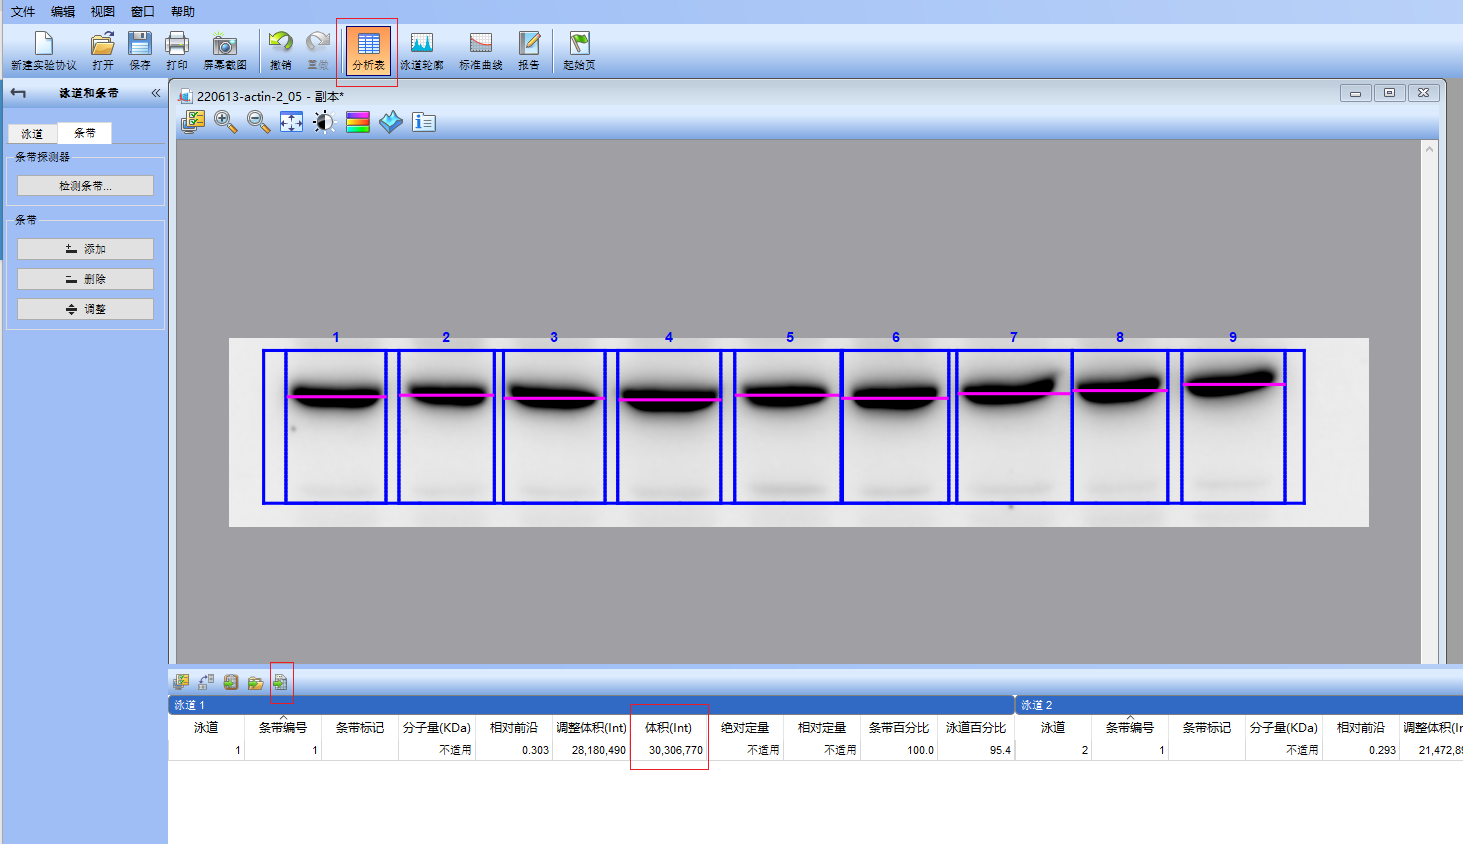 文件 编辑 视图 窗口 帮助
新建实验协议 打开 保存 打印 屏幕截图 撤销 重做 分析表 泳道轮廓 标准曲线 报告 起始页
泳道和条带
220613-actin-2_05 - 副本*
泳道 条带
条带探测器
检测条带...
条带
添加
删除
调整
1 2 3 4 5 6 7 8 9
泳道 1 泳道 2
泳道 条带编号 条带标记 分子量(KDa) 相对前沿 调整体积(Int) 体积(Int) 绝对定量 相对定量 条带百分比 泳道百分比 泳道 条带编号 条带标记 分子量(KDa) 相对前沿 调整体积(In
1 1 不适用 0.303 28,180,490 30,306,770 不适用 不适用 100.0 95.4 2 1 不适用 0.293 21,472,89